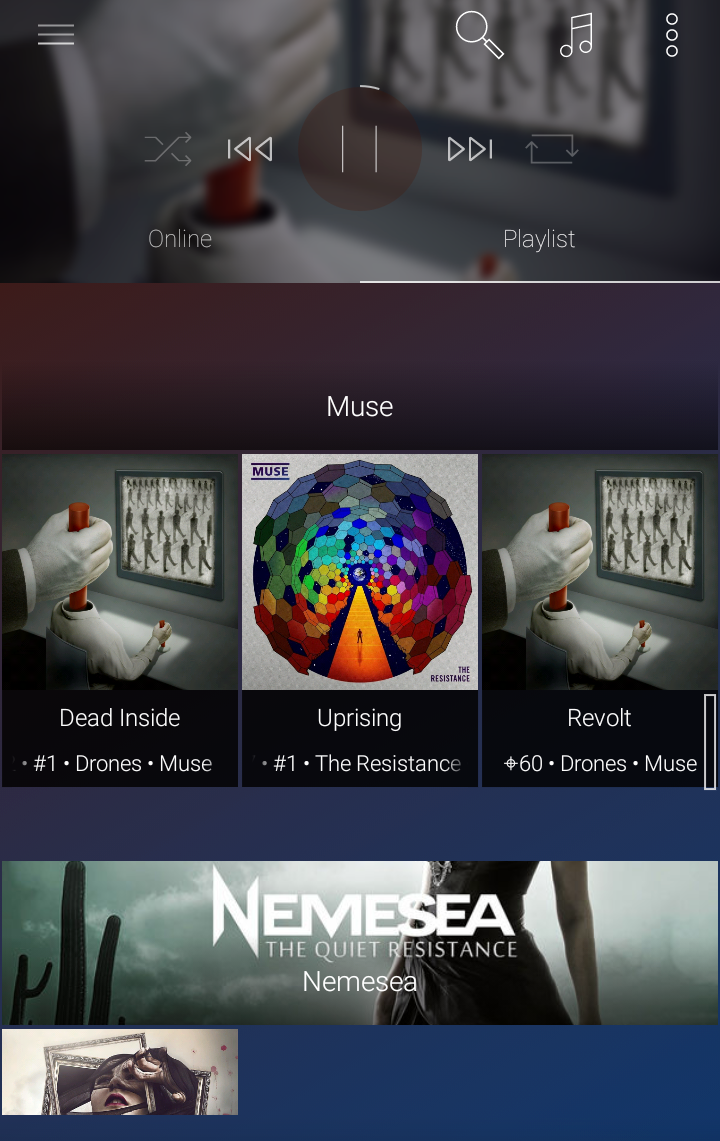 Online
Playlist
Muse
MUSE
THE
RESISTANCE
Dead Inside
Uprising
Revolt
• #1 • Drones • Muse
• #1 • The Resistance
⌖60 • Drones • Muse
NEMESEA
THE QUIET RESISTANCE
Nemesea